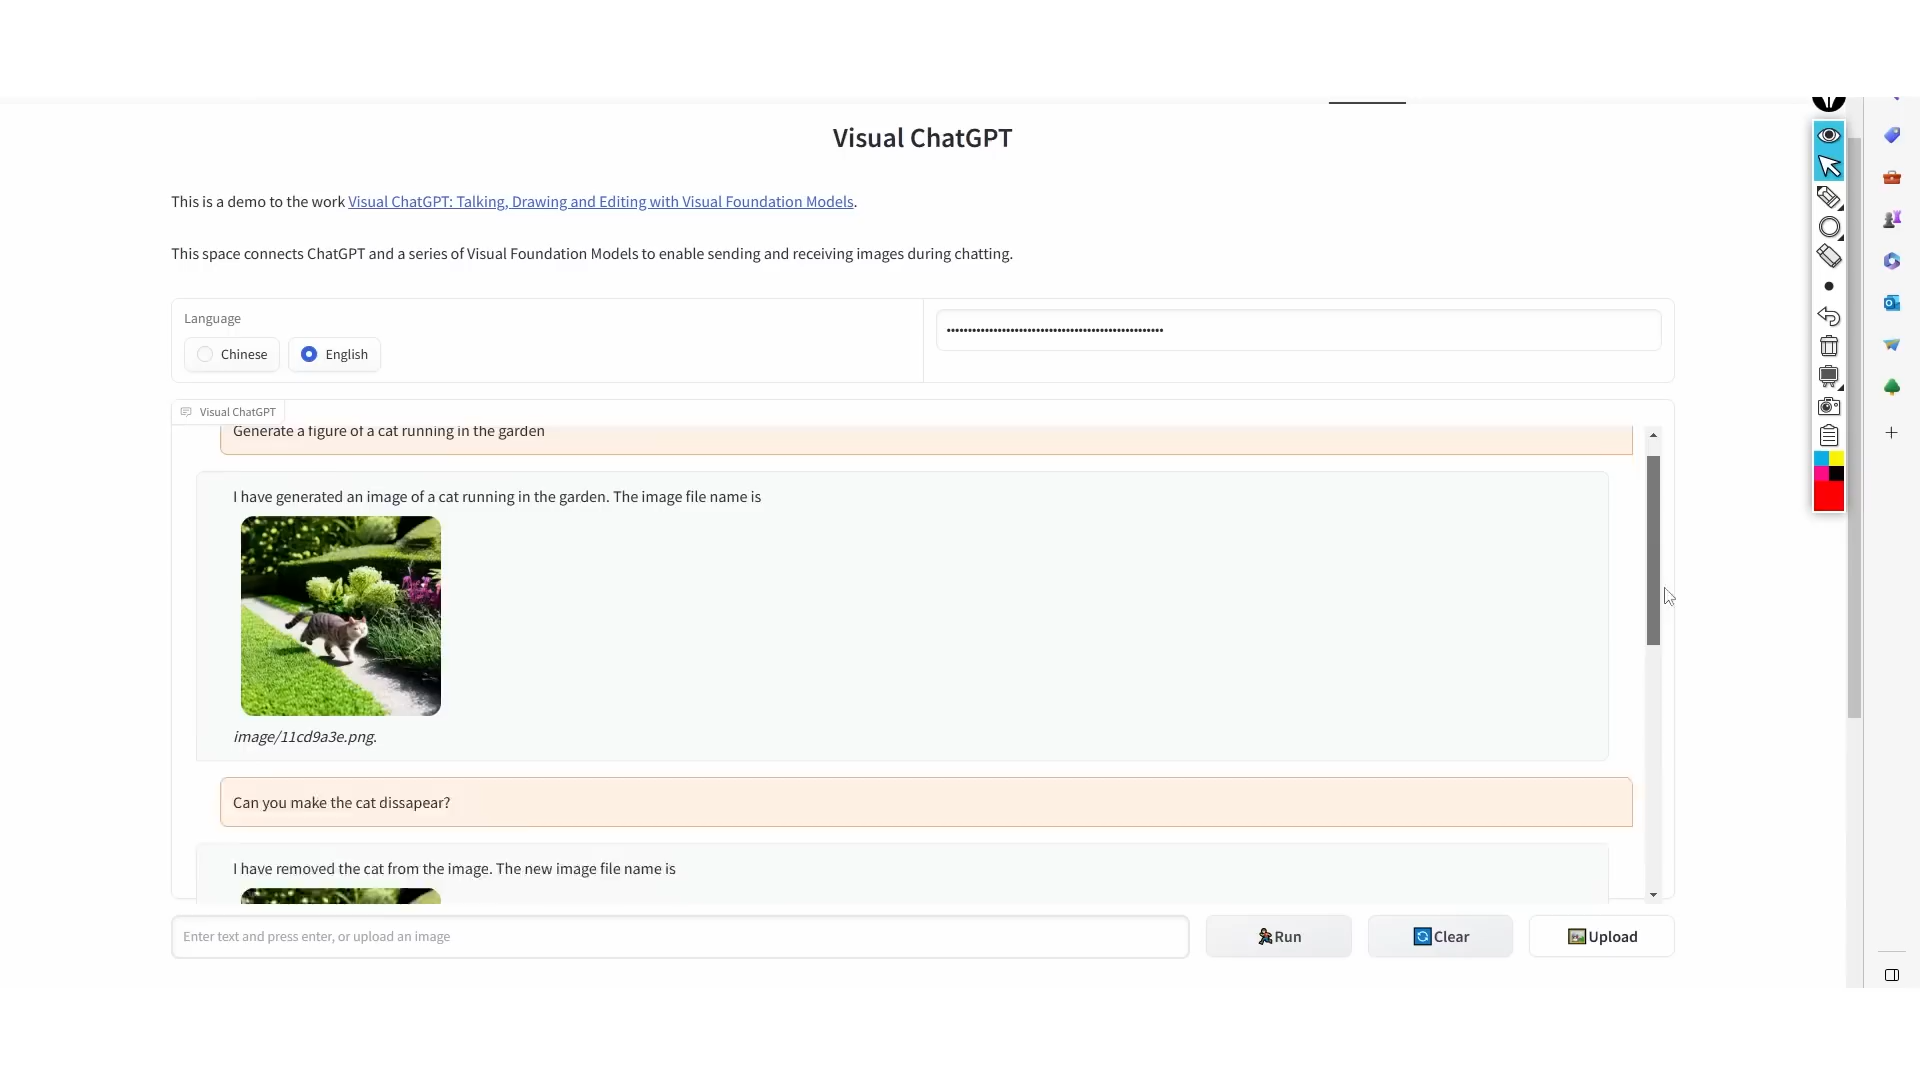 Visual ChatGPT
This is a demo to the work Visual ChatGPT: Talking, Drawing and Editing with Visual Foundation Models.
This space connects ChatGPT and a series of Visual Foundation Models to enable sending and receiving images during chatting.
Language
Chinese
English
Visual ChatGPT
Generate a figure of a cat running in the garden
I have generated an image of a cat running in the garden. The image file name is
image/11cd9a3e.png.
Can you make the cat dissapear?
I have removed the cat from the image. The new image file name is
Enter text and press enter, or upload an image
Run
Clear
Upload